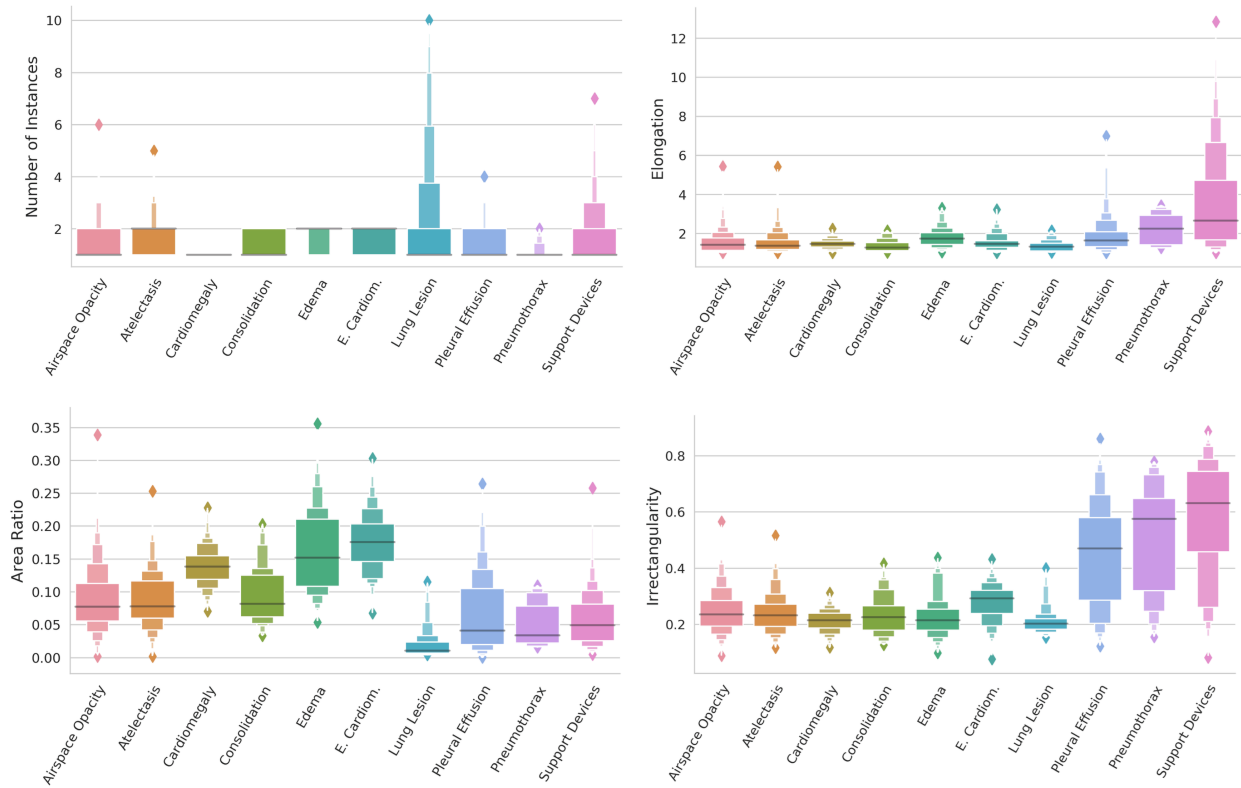 Number of Instances
10
8
6
4
2
Airspace Opacity
Atelectasis
Cardiomegaly
Consolidation
Edema
E. Cardiom.
Lung Lesion
Pleural Effusion
Pneumothorax
Support Devices
Elongation
12
10
8
6
4
2
Airspace Opacity
Atelectasis
Cardiomegaly
Consolidation
Edema
E. Cardiom.
Lung Lesion
Pleural Effusion
Pneumothorax
Support Devices
Area Ratio
0.35
0.30
0.25
0.20
0.15
0.10
0.05
0.00
Airspace Opacity
Atelectasis
Cardiomegaly
Consolidation
Edema
E. Cardiom.
Lung Lesion
Pleural Effusion
Pneumothorax
Support Devices
Irrectangularity
0.8
0.6
0.4
0.2
Airspace Opacity
Atelectasis
Cardiomegaly
Consolidation
Edema
E. Cardiom.
Lung Lesion
Pleural Effusion
Pneumothorax
Support Devices